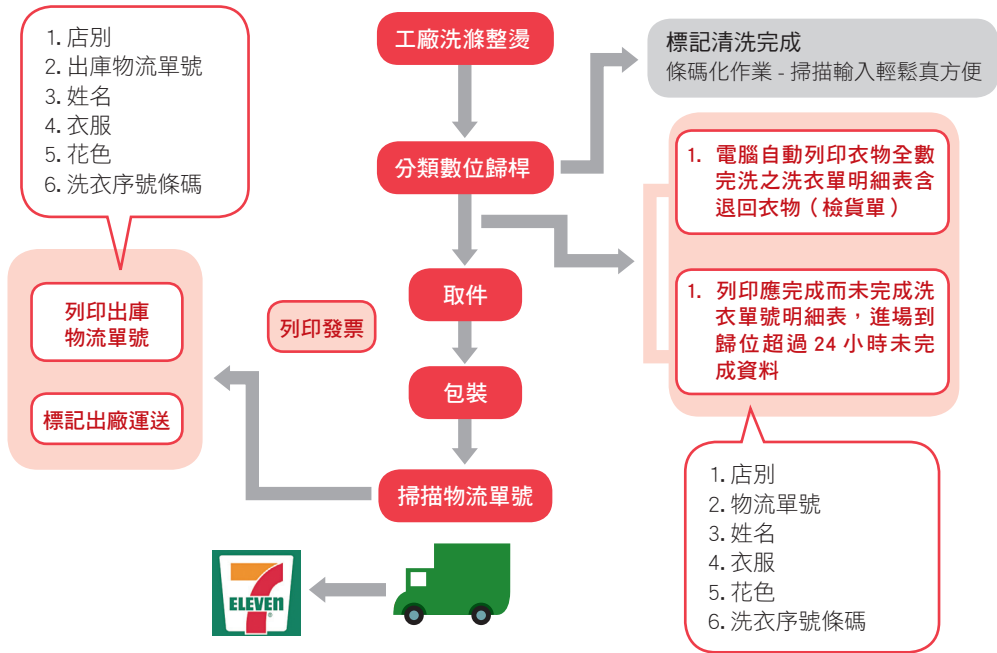 1. 店別
2. 出庫物流單號
3. 姓名
4. 衣服
5. 花色
6. 洗衣序號條碼
工廠洗滌整燙
標記清洗完成
條碼化作業 - 掃描輸入輕鬆真方便
分類數位歸桿
1. 電腦自動列印衣物全數
完洗之洗衣單明細表含
退回衣物（檢貨單）
1. 列印應完成而未完成洗
衣單號明細表，進場到
歸位超過 24 小時未完
成資料
取件
列印發票
包裝
掃描物流單號
列印出庫
物流單號
標記出廠運送
1. 店別
2. 物流單號
3. 姓名
4. 衣服
5. 花色
6. 洗衣序號條碼
7
ELEVEn